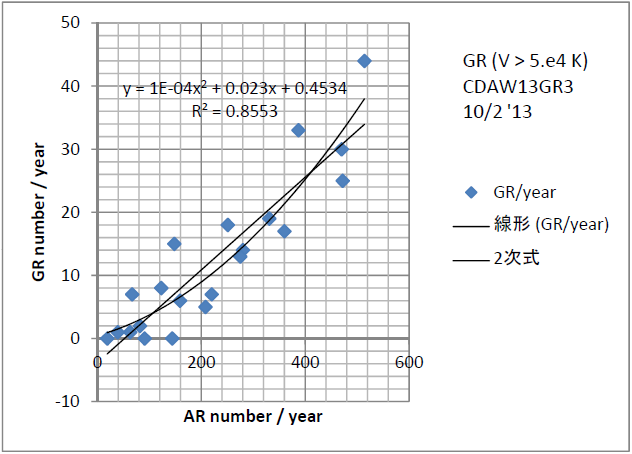 50
40
30
20
10
0
-10
0
200
400
600
GR number / year
AR number / year
y = 1E-04x² + 0.023x + 0.4534
R² = 0.8553
GR (V > 5.e4 K)
CDAW13GR3
10/2 '13
GR/year
線形 (GR/year)
2次式